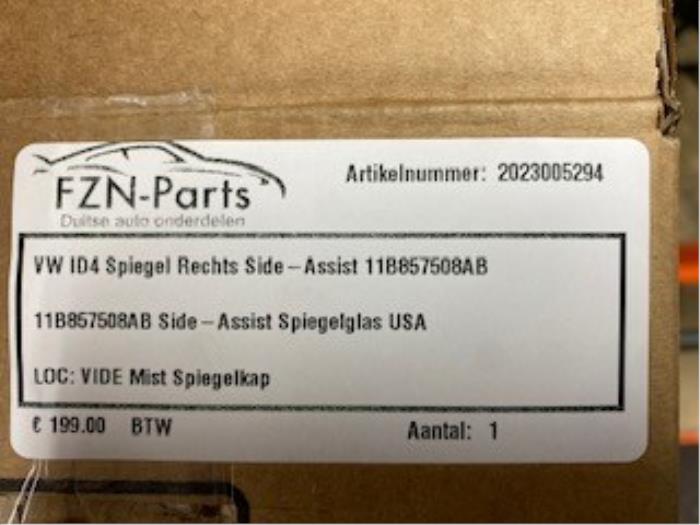 FZN-Parts
Duitse auto onderdelen
Artikelnummer: 2023005294
VW ID4 Spiegel Rechts Side-Assist 11B857508AB
11B857508AB Side-Assist Spiegelglas USA
LOC: VIDE Mist Spiegelkap
€ 199.00 BTW
Aantal: 1